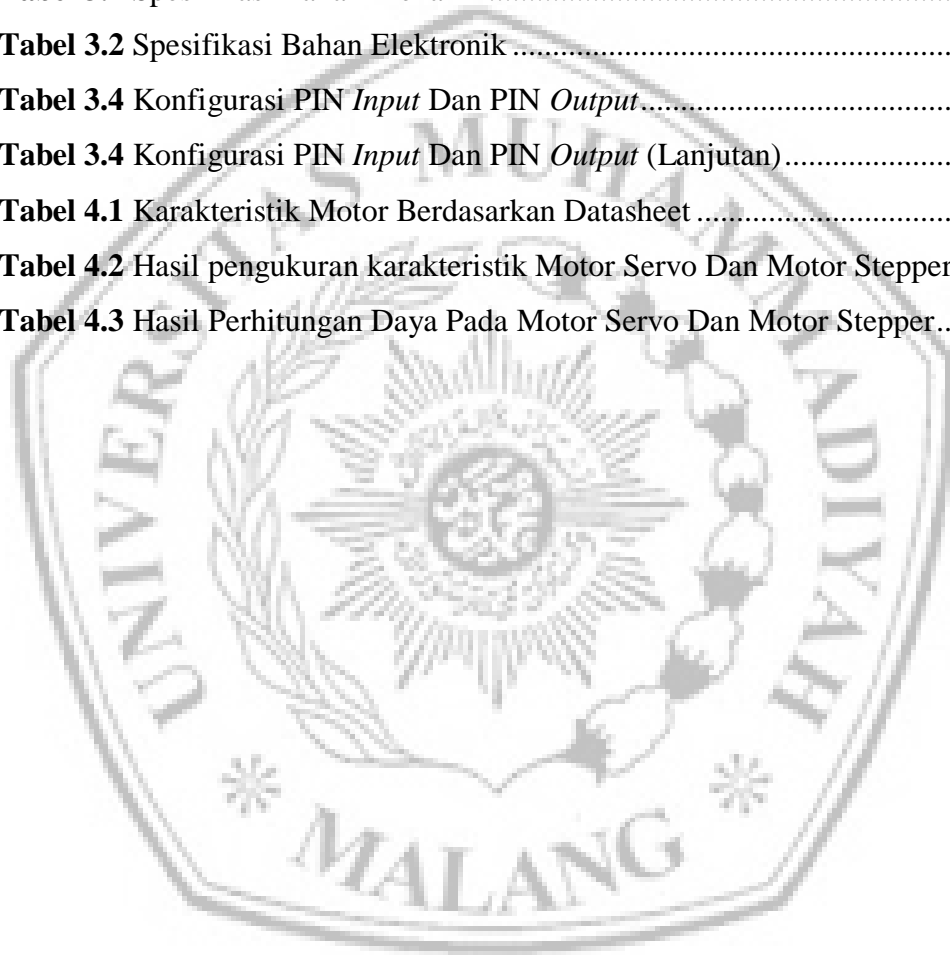 Tabel 3.2 Spesifikasi Bahan Elektronik ....................................................
Tabel 3.4 Konfigurasi PIN Input Dan PIN Output....................................
Tabel 3.4 Konfigurasi PIN Input Dan PIN Output (Lanjutan)...................
Tabel 4.1 Karakteristik Motor Berdasarkan Datasheet ..............................
Tabel 4.2 Hasil pengukuran karakteristik Motor Servo Dan Motor Stepper
Tabel 4.3 Hasil Perhitungan Daya Pada Motor Servo Dan Motor Stepper..
UNIVERSITAS MUHAMMADIYAH
MALANG